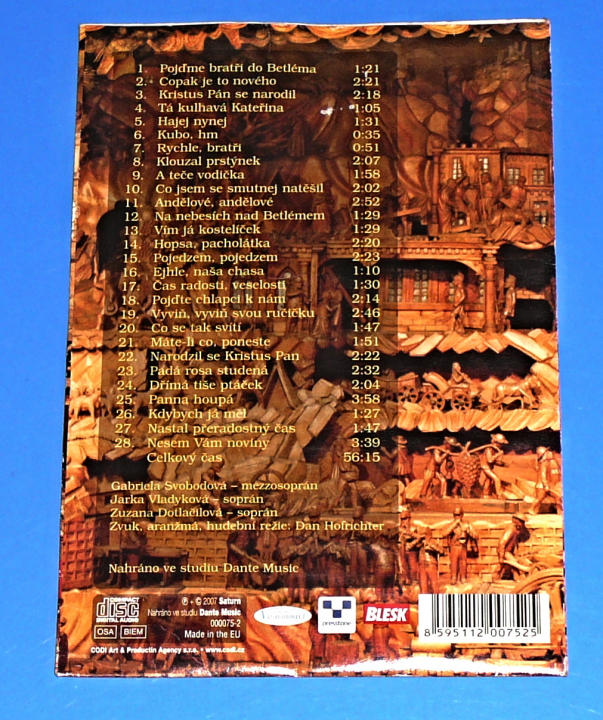 1. Pojďme bratři do Betléma 1:21
2. Copak je to nového 2:21
3. Kristus Pán se narodil 2:18
4. Tá kulhavá Kateřina 1:05
5. Hajej nynej 1:31
6. Kubo, hm 0:35
7. Rychle, bratři 0:51
8. Klouzal prstýnek 2:07
9. A teče vodička 1:58
10. Co jsem se smutnej natěšil 2:02
11. Andělové, andělové 2:52
12. Na nebesích nad Betlémem 1:29
13. Vím já kostelíček 1:29
14. Hopsa, pacholátka 2:20
15. Pojedzem, pojedzem 2:23
16. Ejhle, naša chasa 1:10
17. Čas radosti, veselosti 1:30
18. Pojďte chlapci k nám 2:14
19. Vyviň, vyviň svou ručičku 2:46
20. Co se tak svítí 1:47
21. Máte-li co, poneste 1:51
22. Narodzil se Kristus Pan 2:22
23. Padá rosa studená 2:32
24. Dřímá tiše ptáček 2:04
25. Panna houpá 3:58
26. Kdybych já měl 1:27
27. Nastal přeradostný čas 1:47
28. Nesem Vám noviny 3:39
Celkový čas 56:15
Gabriela Svobodová – mezzosoprán
Jarka Vladyková – soprán
Zuzana Dotlačilová – soprán
Zvuk, aranžmá, hudební režie: Dan Hofrichter
Nahráno ve studiu Dante Music
COMPACT
disc
DIGITAL AUDIO
OSA BIEM
℗ + © 2007 Saturn
Nahráno ve studiu Dante Music
000075-2
Made in the EU
CODI Art & Productin Agency s.r.o. • www.codi.cz
presstone
BLESK
8 595112 007525